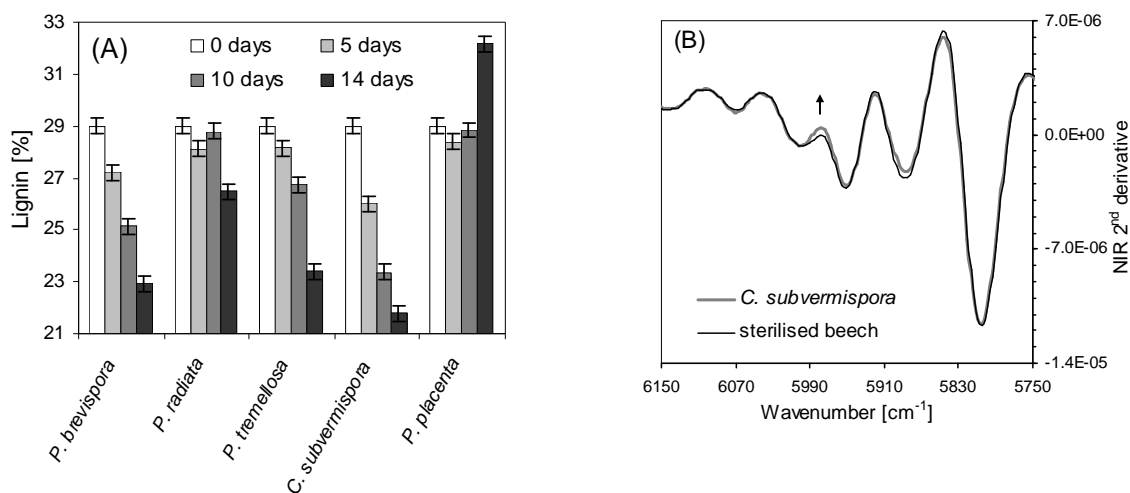 (A)
0 days
5 days
10 days
14 days
Lignin [%]
33
31
29
27
25
23
21
P. brevispora
P. radiata
P. tremellosa
C. subvermispora
P. placenta
(B)
7.0E-06
0.0E+00
-7.0E-06
-1.4E-05
NIR 2nd derivative
C. subvermispora
sterilised beech
6150
6070
5990
5910
5830
5750
Wavenumber [cm-1]